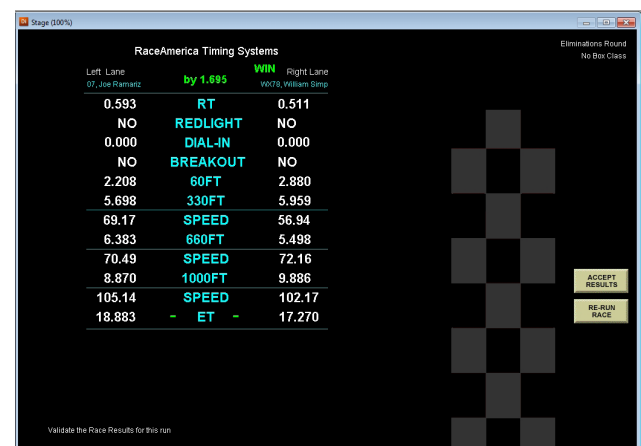 Stage (100%)
RaceAmerica Timing Systems
Eliminations Round
No Box Class
Left Lane by 1.695 WIN Right Lane
07, Joe Ramariz WX78, William Simp
0.593 RT 0.511
NO REDLIGHT NO
0.000 DIAL-IN 0.000
NO BREAKOUT NO
2.208 60FT 2.880
5.698 330FT 5.959
69.17 SPEED 56.94
6.383 660FT 5.498
70.49 SPEED 72.16
8.870 1000FT 9.886
105.14 SPEED 102.17
18.883 - ET - 17.270
ACCEPT
RESULTS
RE-RUN
RACE
Validate the Race Results for this run